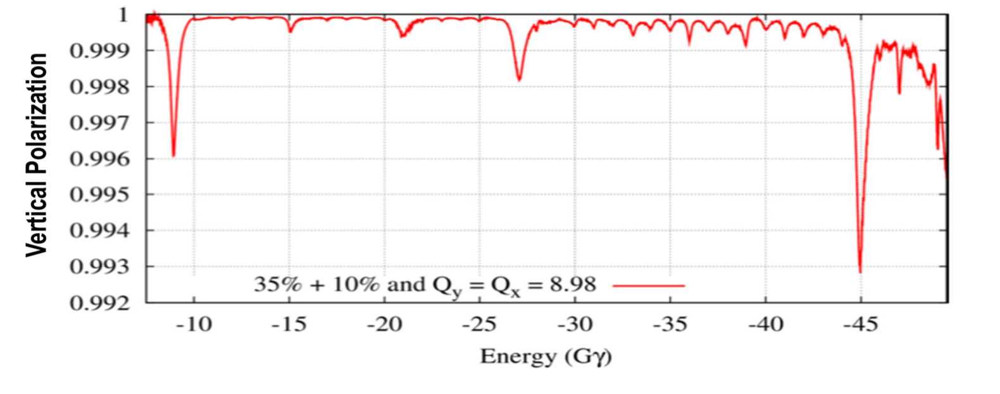 1
0.999
0.998
0.997
0.996
0.995
0.994
0.993
0.992
Vertical Polarization
35% + 10% and Qy = Qx = 8.98
-10 -15 -20 -25 -30 -35 -40 -45
Energy (Gγ)